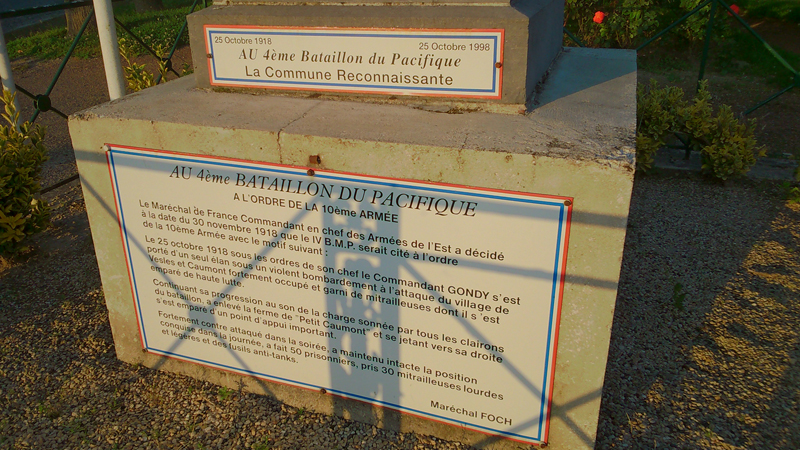 25 Octobre 1918 25 Octobre 1998
AU 4ème Bataillon du Pacifique
La Commune Reconnaissante
AU 4ème BATAILLON DU PACIFIQUE
A L'ORDRE DE LA 10ème ARMÉE
Le Maréchal de France Commandant en chef des Armées de l'Est a décidé
à la date du 30 novembre 1918 que le IV B.M.P. serait cité à l'ordre
de la 10ème Armée avec le motif suivant :
Le 25 octobre 1918 sous les ordres de son chef le Commandant GONDY s'est
porté d'un seul élan sous un violent bombardement à l'attaque du village de
Vesles et Caumont fortement occupé et garni de mitrailleuses dont il s 'est
emparé de haute lutte.
Continuant sa progression au son de la charge sonnée par tous les clairons
du bataillon, a enlevé la ferme de "Petit Caumont" et se jetant vers sa droite
s'est emparé d'un point d'appui important.
Fortement contre attaqué dans la soirée, a maintenu intacte la position
conquise dans la journée, a fait 50 prisonniers, pris 30 mitrailleuses lourdes
et légères et des fusils anti-tanks.
Maréchal FOCH